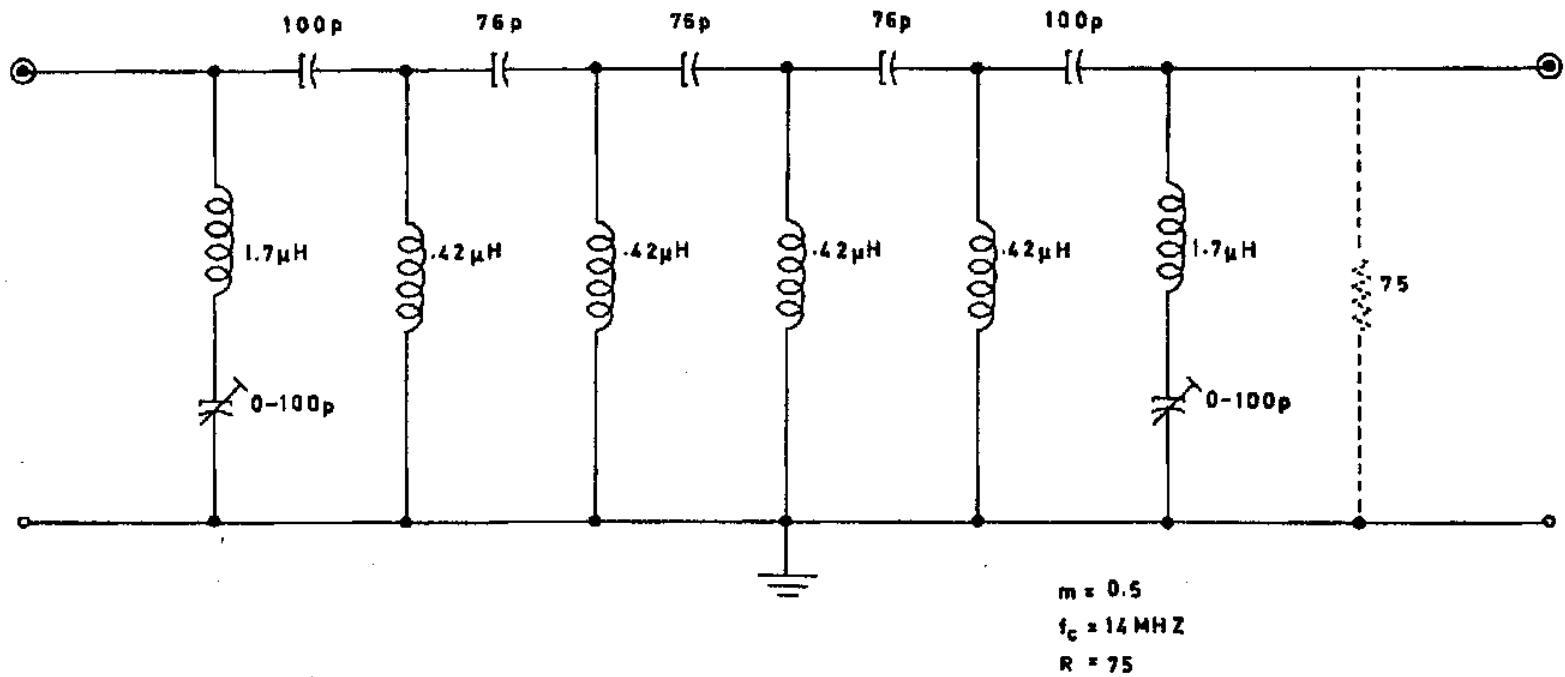 100p 76p 76p 76p 100p
1.7µH .42µH .42µH .42µH .42µH 1.7µH 75
0-100p 0-100p
m = 0.5
fc = 14 MHZ
R = 75